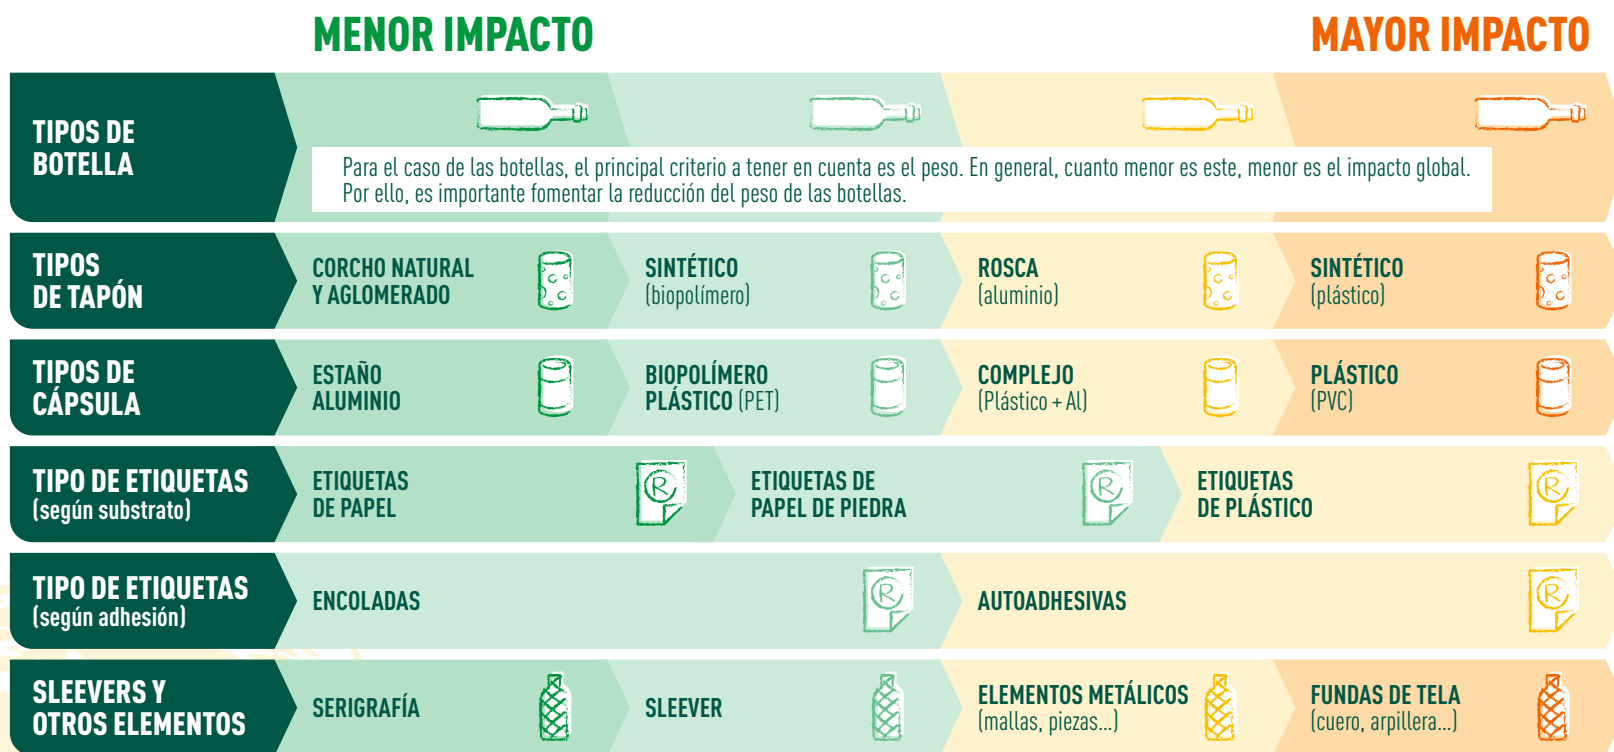 MENOR IMPACTO
MAYOR IMPACTO
TIPOS DE
BOTELLA
Para el caso de las botellas, el principal criterio a tener en cuenta es el peso. En general, cuanto menor es este, menor es el impacto global.
Por ello, es importante fomentar la reducción del peso de las botellas.
TIPOS
DE TAPÓN
CORCHO NATURAL
Y AGLOMERADO
SINTÉTICO
(biopolímero)
ROSCA
(aluminio)
SINTÉTICO
(plástico)
TIPOS DE
CÁPSULA
ESTAÑO
ALUMINIO
BIOPOLÍMERO
PLÁSTICO (PET)
COMPLEJO
(Plástico + Al)
PLÁSTICO
(PVC)
TIPO DE ETIQUETAS
(según substrato)
ETIQUETAS
DE PAPEL
R
ETIQUETAS DE
PAPEL DE PIEDRA
R
ETIQUETAS
DE PLÁSTICO
R
TIPO DE ETIQUETAS
(según adhesión)
ENCOLADAS
R
AUTOADHESIVAS
R
SLEEVERS Y
OTROS ELEMENTOS
SERIGRAFÍA
SLEEVER
ELEMENTOS METÁLICOS
(mallas, piezas...)
FUNDAS DE TELA
(cuero, arpillera...)